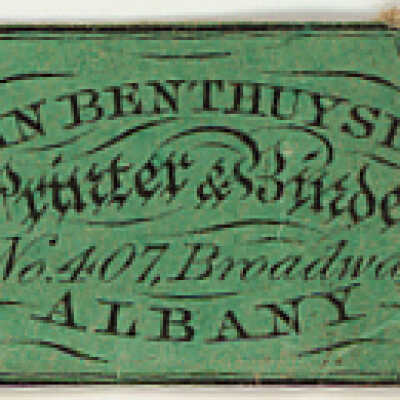 AN BENTHUYSE
Printer & Binde
No. 407, Broadwa
ALBANY